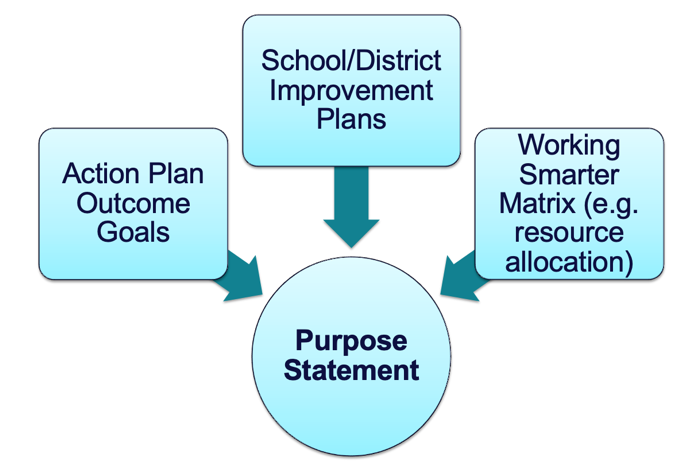 School/District
Improvement
Plans
Action Plan
Outcome
Goals
Working
Smarter
Matrix (e.g.
resource
allocation)
Purpose
Statement